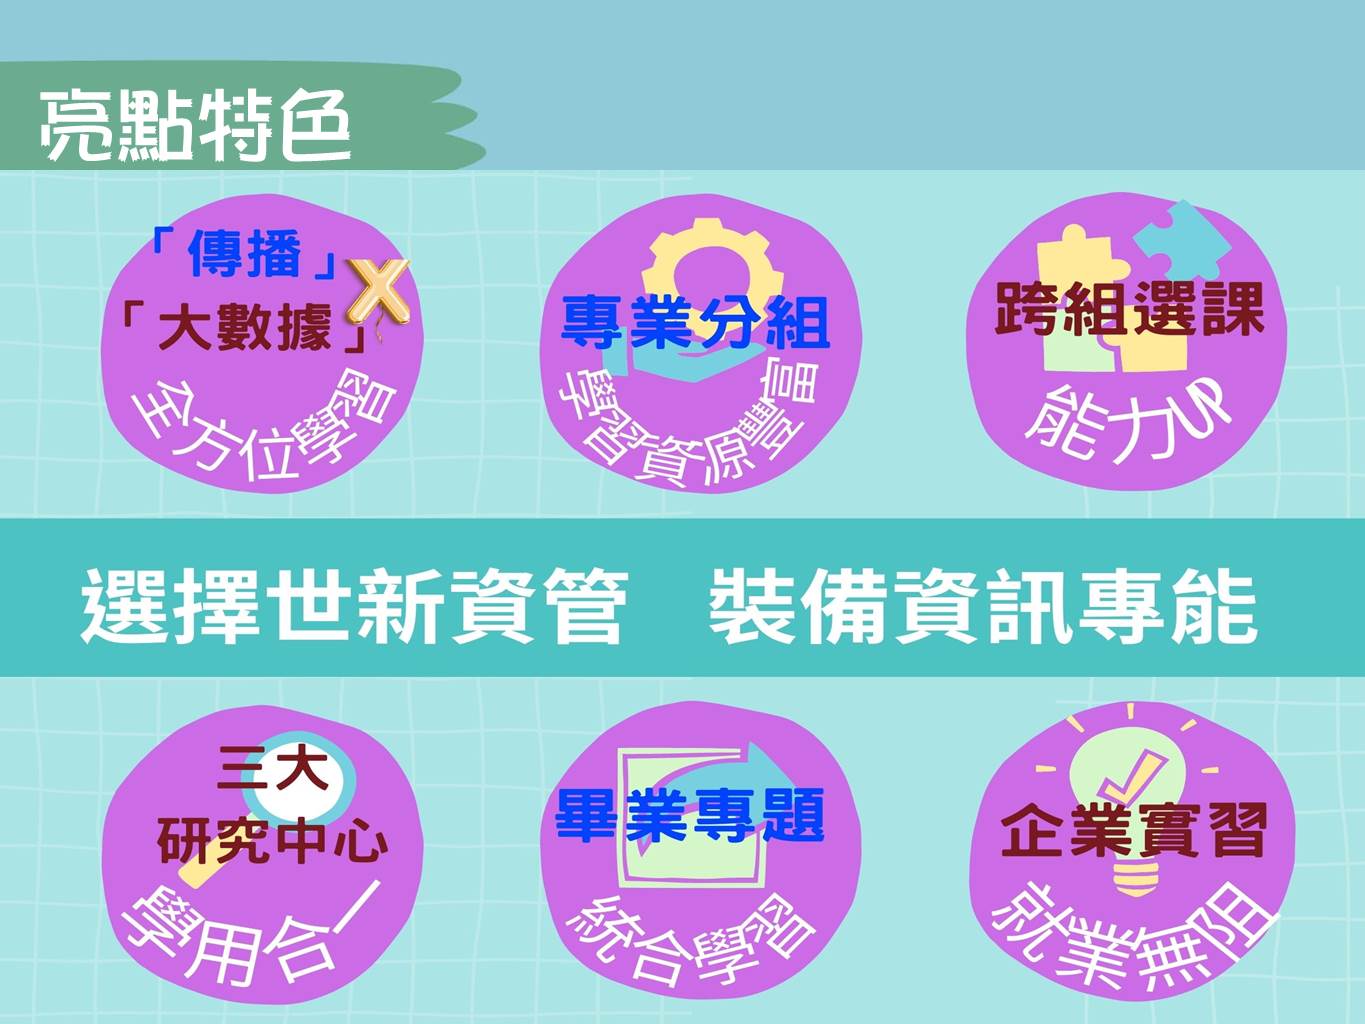 亮點特色
「傳播」X
「大數據」
全方位學習
專業分組
學習資源豐富
跨組選課
能力UP
選擇世新資管 裝備資訊專能
三大
研究中心
學用合一
畢業專題
統合學習
企業實習
就業無阻